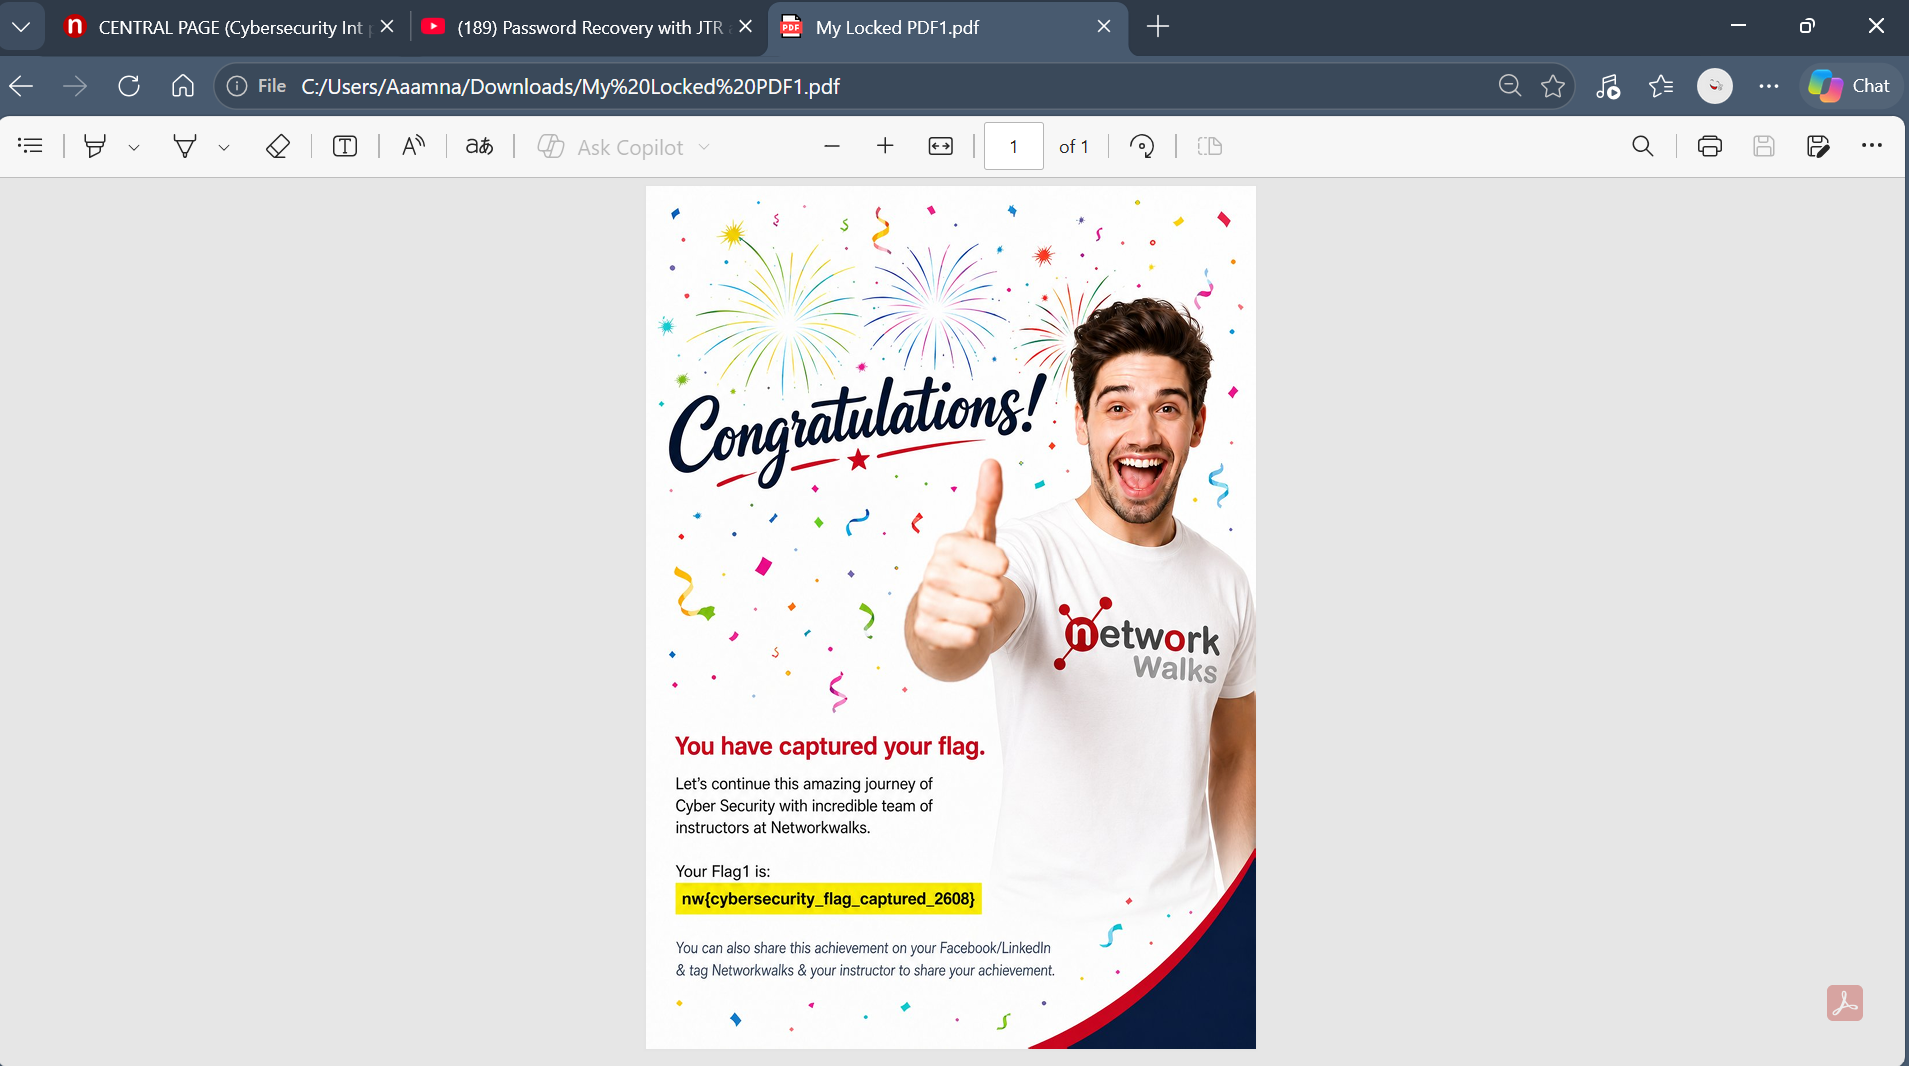 CENTRAL PAGE (Cybersecurity Int
(189) Password Recovery with JTR
My Locked PDF1.pdf
File C:/Users/Aaamna/Downloads/My%20Locked%20PDF1.pdf
Chat
aあ Ask Copilot 1 of 1
Congratulations!
network
Walks
You have captured your flag.
Let's continue this amazing journey of
Cyber Security with incredible team of
instructors at Networkwalks.
Your Flag1 is:
nw{cybersecurity_flag_captured_2608}
You can also share this achievement on your Facebook/LinkedIn
& tag Networkwalks & your instructor to share your achievement.